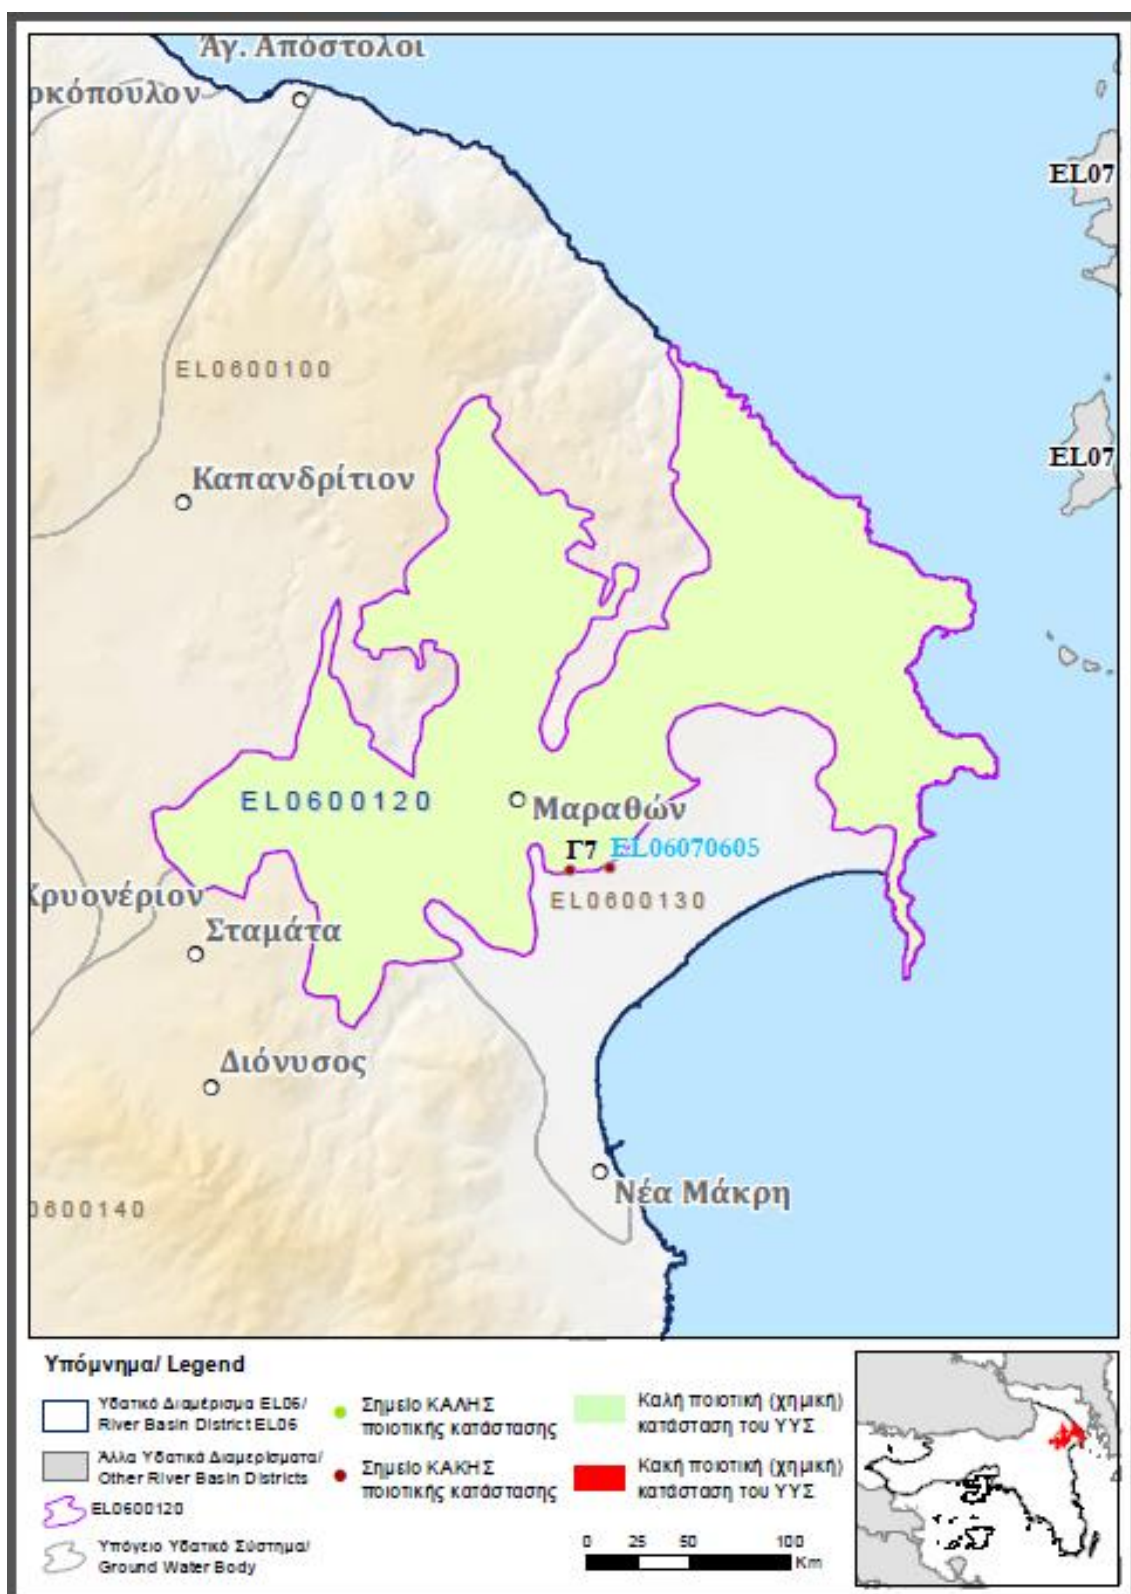 Άγ. Απόστολοι
ρκόπουλον
EL07
EL0600100
EL07
Καπανδρίτιον
EL0600120
Μαραθών
Γ7
EL06070605
Κρυονέριον
EL0600130
Σταμάτα
Διόνυσος
Νέα Μάκρη
0600140
Υπόμνημα/ Legend
Υδατικό Διαμέρισμα EL06/
River Basin District EL06
Άλλα Υδατικά Διαμερίσματα/
Other River Basin Districts
EL0600120
Υπόγειο Υδατικό Σύστημα/
Ground Water Body
Σημείο ΚΑΛΗΣ
ποιοτικής κατάστασης
Σημείο ΚΑΚΗΣ
ποιοτικής κατάστασης
Καλή ποιοτική (χημική)
κατάσταση του ΥΥΣ
Κακή ποιοτική (χημική)
κατάσταση του ΥΥΣ
0 25 50 100
Km